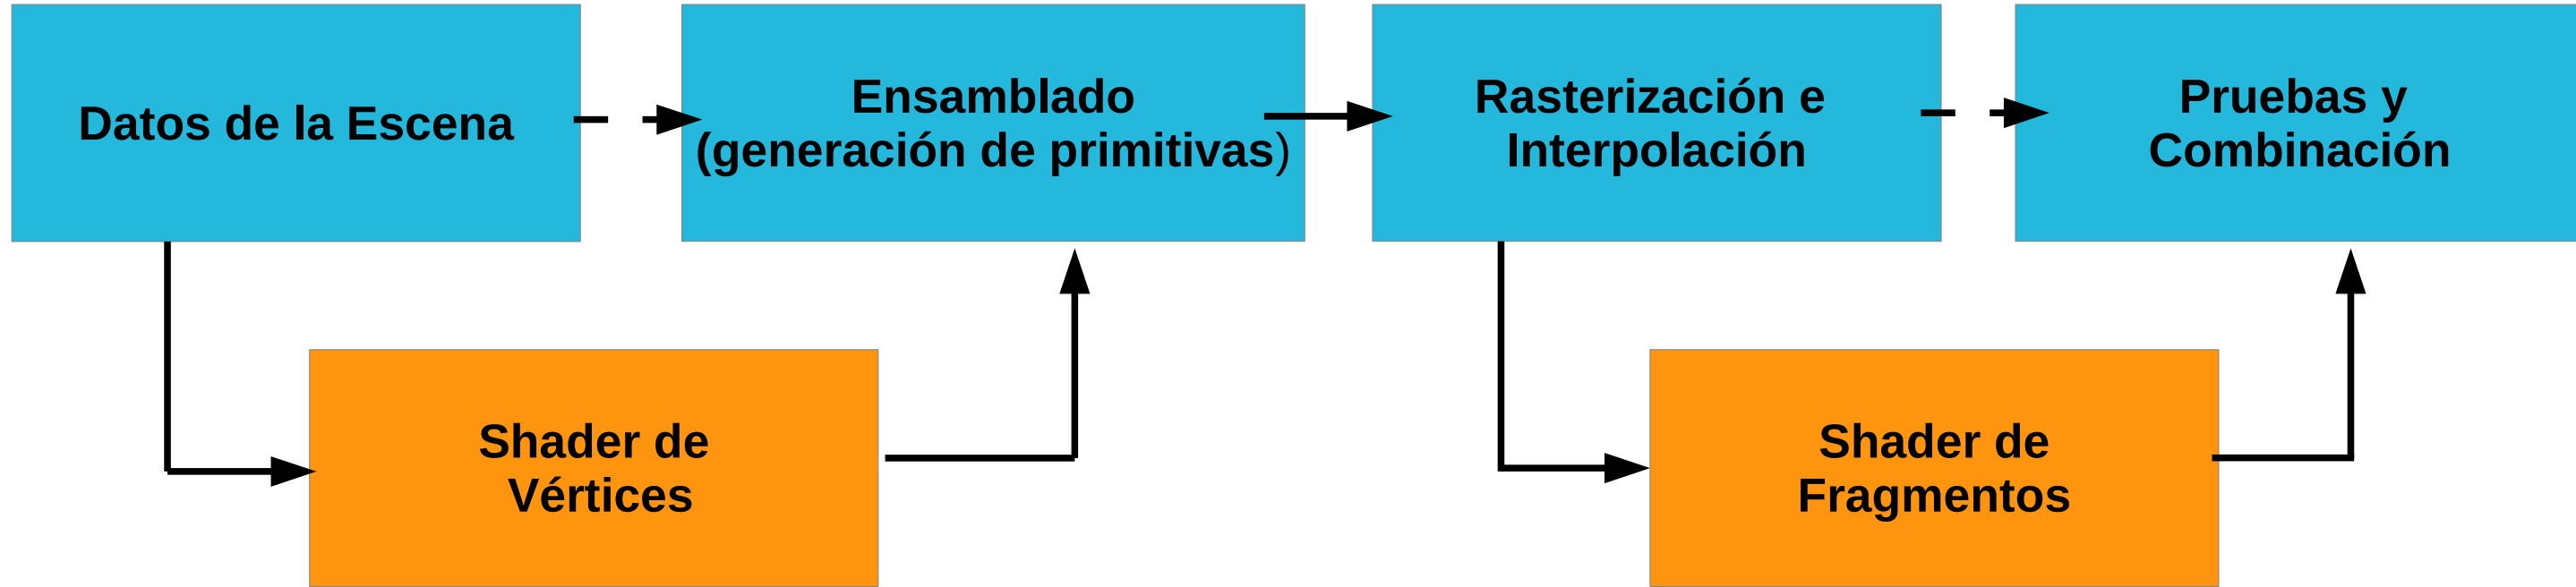 Datos de la Escena
Ensamblado
(generación de primitivas)
Rasterización e
Interpolación
Pruebas y
Combinación
Shader de
Vértices
Shader de
Fragmentos